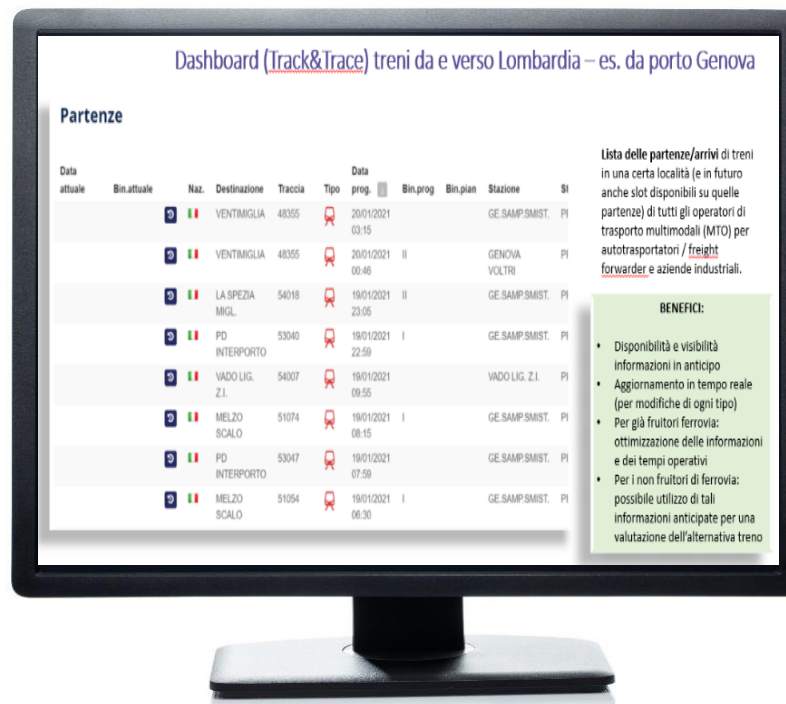 Dashboard (Track&Trace) treni da e verso Lombardia – es. da porto Genova
Partenze
Data attuale Bin.attuale Naz. Destinazione Traccia Tipo Data prog. i Bin.prog Bin.pian Stazione
VENTIMIGLIA 48355 20/01/2021 GE.SAMP.SMIST.
03:15
VENTIMIGLIA 48355 20/01/2021 II GENOVA
00:46 VOLTRI
LA SPEZIA 54018 19/01/2021 II GE.SAMP.SMIST.
MIGL. 23:05
PD 53040 19/01/2021 I GE.SAMP.SMIST.
INTERPORTO 22:59
VADO LIG. 54007 19/01/2021 VADO LIG. Z.I.
Z.I. 09:55
MELZO 51074 19/01/2021 I GE.SAMP.SMIST.
SCALO 08:15
PD 53047 19/01/2021 GE.SAMP.SMIST.
INTERPORTO 07:59
MELZO 51054 19/01/2021 I GE.SAMP.SMIST.
SCALO 06:30
Lista delle partenze/arrivi di treni
in una certa località (e in futuro
anche slot disponibili su quelle
partenze) di tutti gli operatori di
trasporto multimodali (MTO) per
autotrasportatori / freight
forwarder e aziende industriali.
BENEFICI:
• Disponibilità e visibilità
informazioni in anticipo
• Aggiornamento in tempo reale
(per modifiche di ogni tipo)
• Per già fruitori ferrovia:
ottimizzazione delle informazioni
e dei tempi operativi
• Per i non fruitori di ferrovia:
possibile utilizzo di tali
informazioni anticipate per una
valutazione dell'alternativa treno